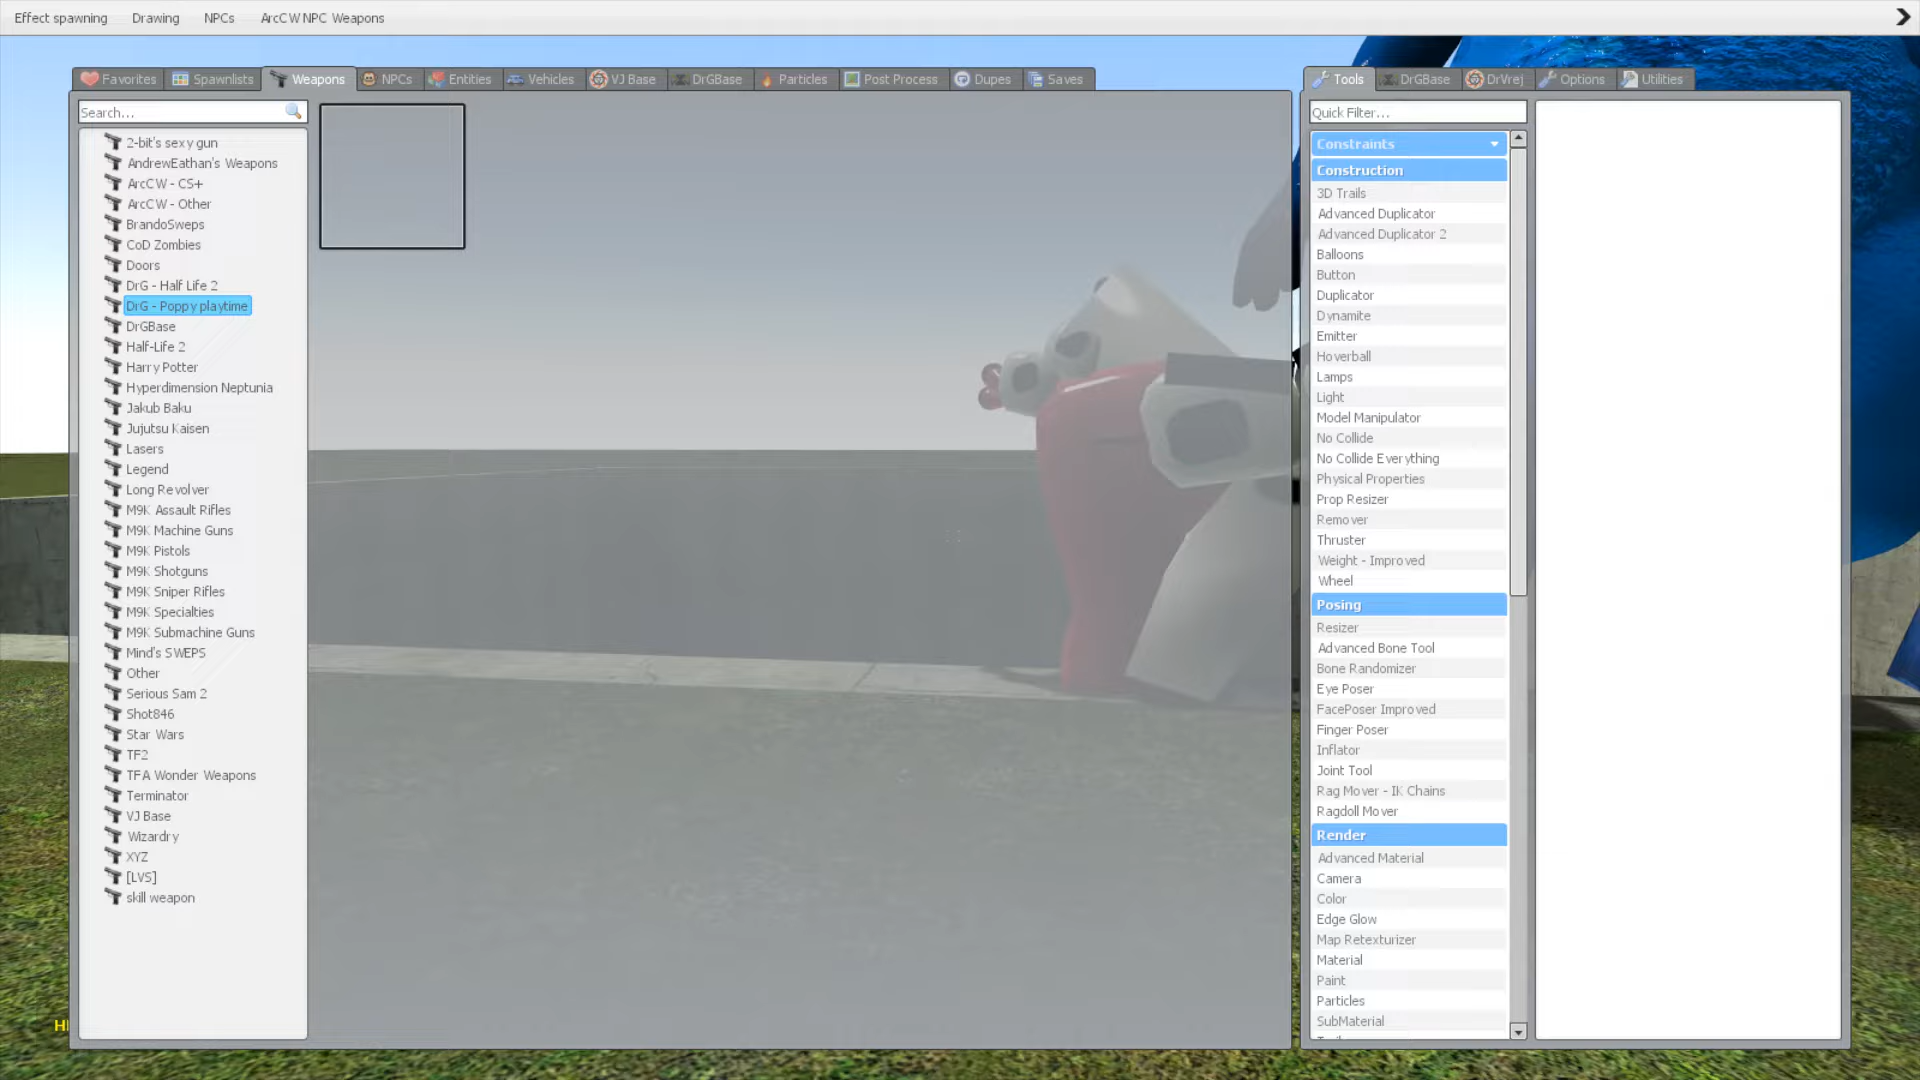 Effect spawning Drawing NPCs ArcCW NPC Weapons
Favorites Spawnlists Weapons NPCs Entities Vehicles VJ Base DrGBase Particles Post Process Dupes Saves
Search...
2-bit's sexy gun
AndrewEathan's Weapons
ArcCW - CS+
ArcCW - Other
BrandoSweps
CoD Zombies
Doors
DrG - Half Life 2
DrG - Poppy playtime
DrGBase
Half-Life 2
Harry Potter
Hyperdimension Neptunia
Jakub Baku
Jujutsu Kaisen
Lasers
Legend
Long Revolver
M9K Assault Rifles
M9K Machine Guns
M9K Pistols
M9K Shotguns
M9K Sniper Rifles
M9K Specialties
M9K Submachine Guns
Mind's SWEPS
Other
Serious Sam 2
Shot846
Star Wars
TF2
TFA Wonder Weapons
Terminator
VJ Base
Wizardry
XYZ
[LVS]
skill weapon
Tools DrGBase DrVrej Options Utilities
Quick Filter...
Constraints
Construction
3D Trails
Advanced Duplicator
Advanced Duplicator 2
Balloons
Button
Duplicator
Dynamite
Emitter
Hoverball
Lamps
Light
Model Manipulator
No Collide
No Collide Everything
Physical Properties
Prop Resizer
Remover
Thruster
Weight - Improved
Wheel
Posing
Resizer
Advanced Bone Tool
Bone Randomizer
Eye Poser
FacePoser Improved
Finger Poser
Inflator
Joint Tool
Rag Mover - IK Chains
Ragdoll Mover
Render
Advanced Material
Camera
Color
Edge Glow
Map Retexturizer
Material
Paint
Particles
SubMaterial